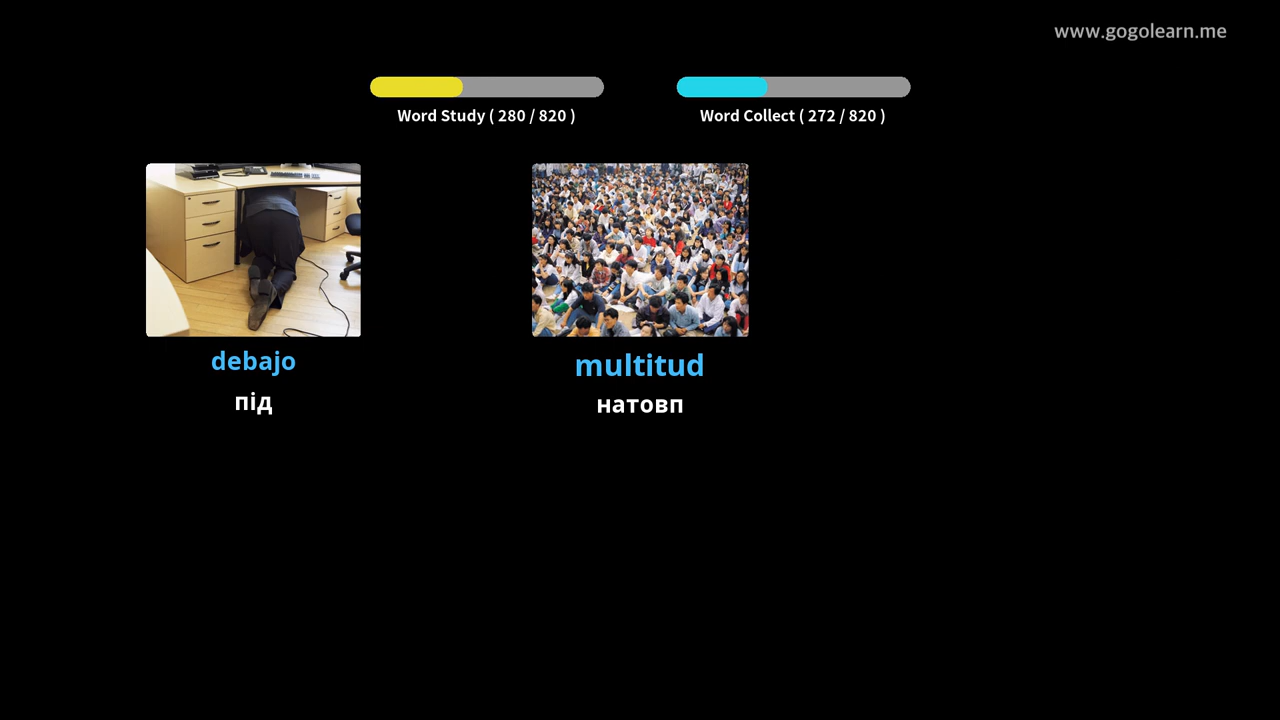 www.gogolearn.me
Word Study ( 280 / 820 )
Word Collect ( 272 / 820 )
debajo
під
multitud
натовп